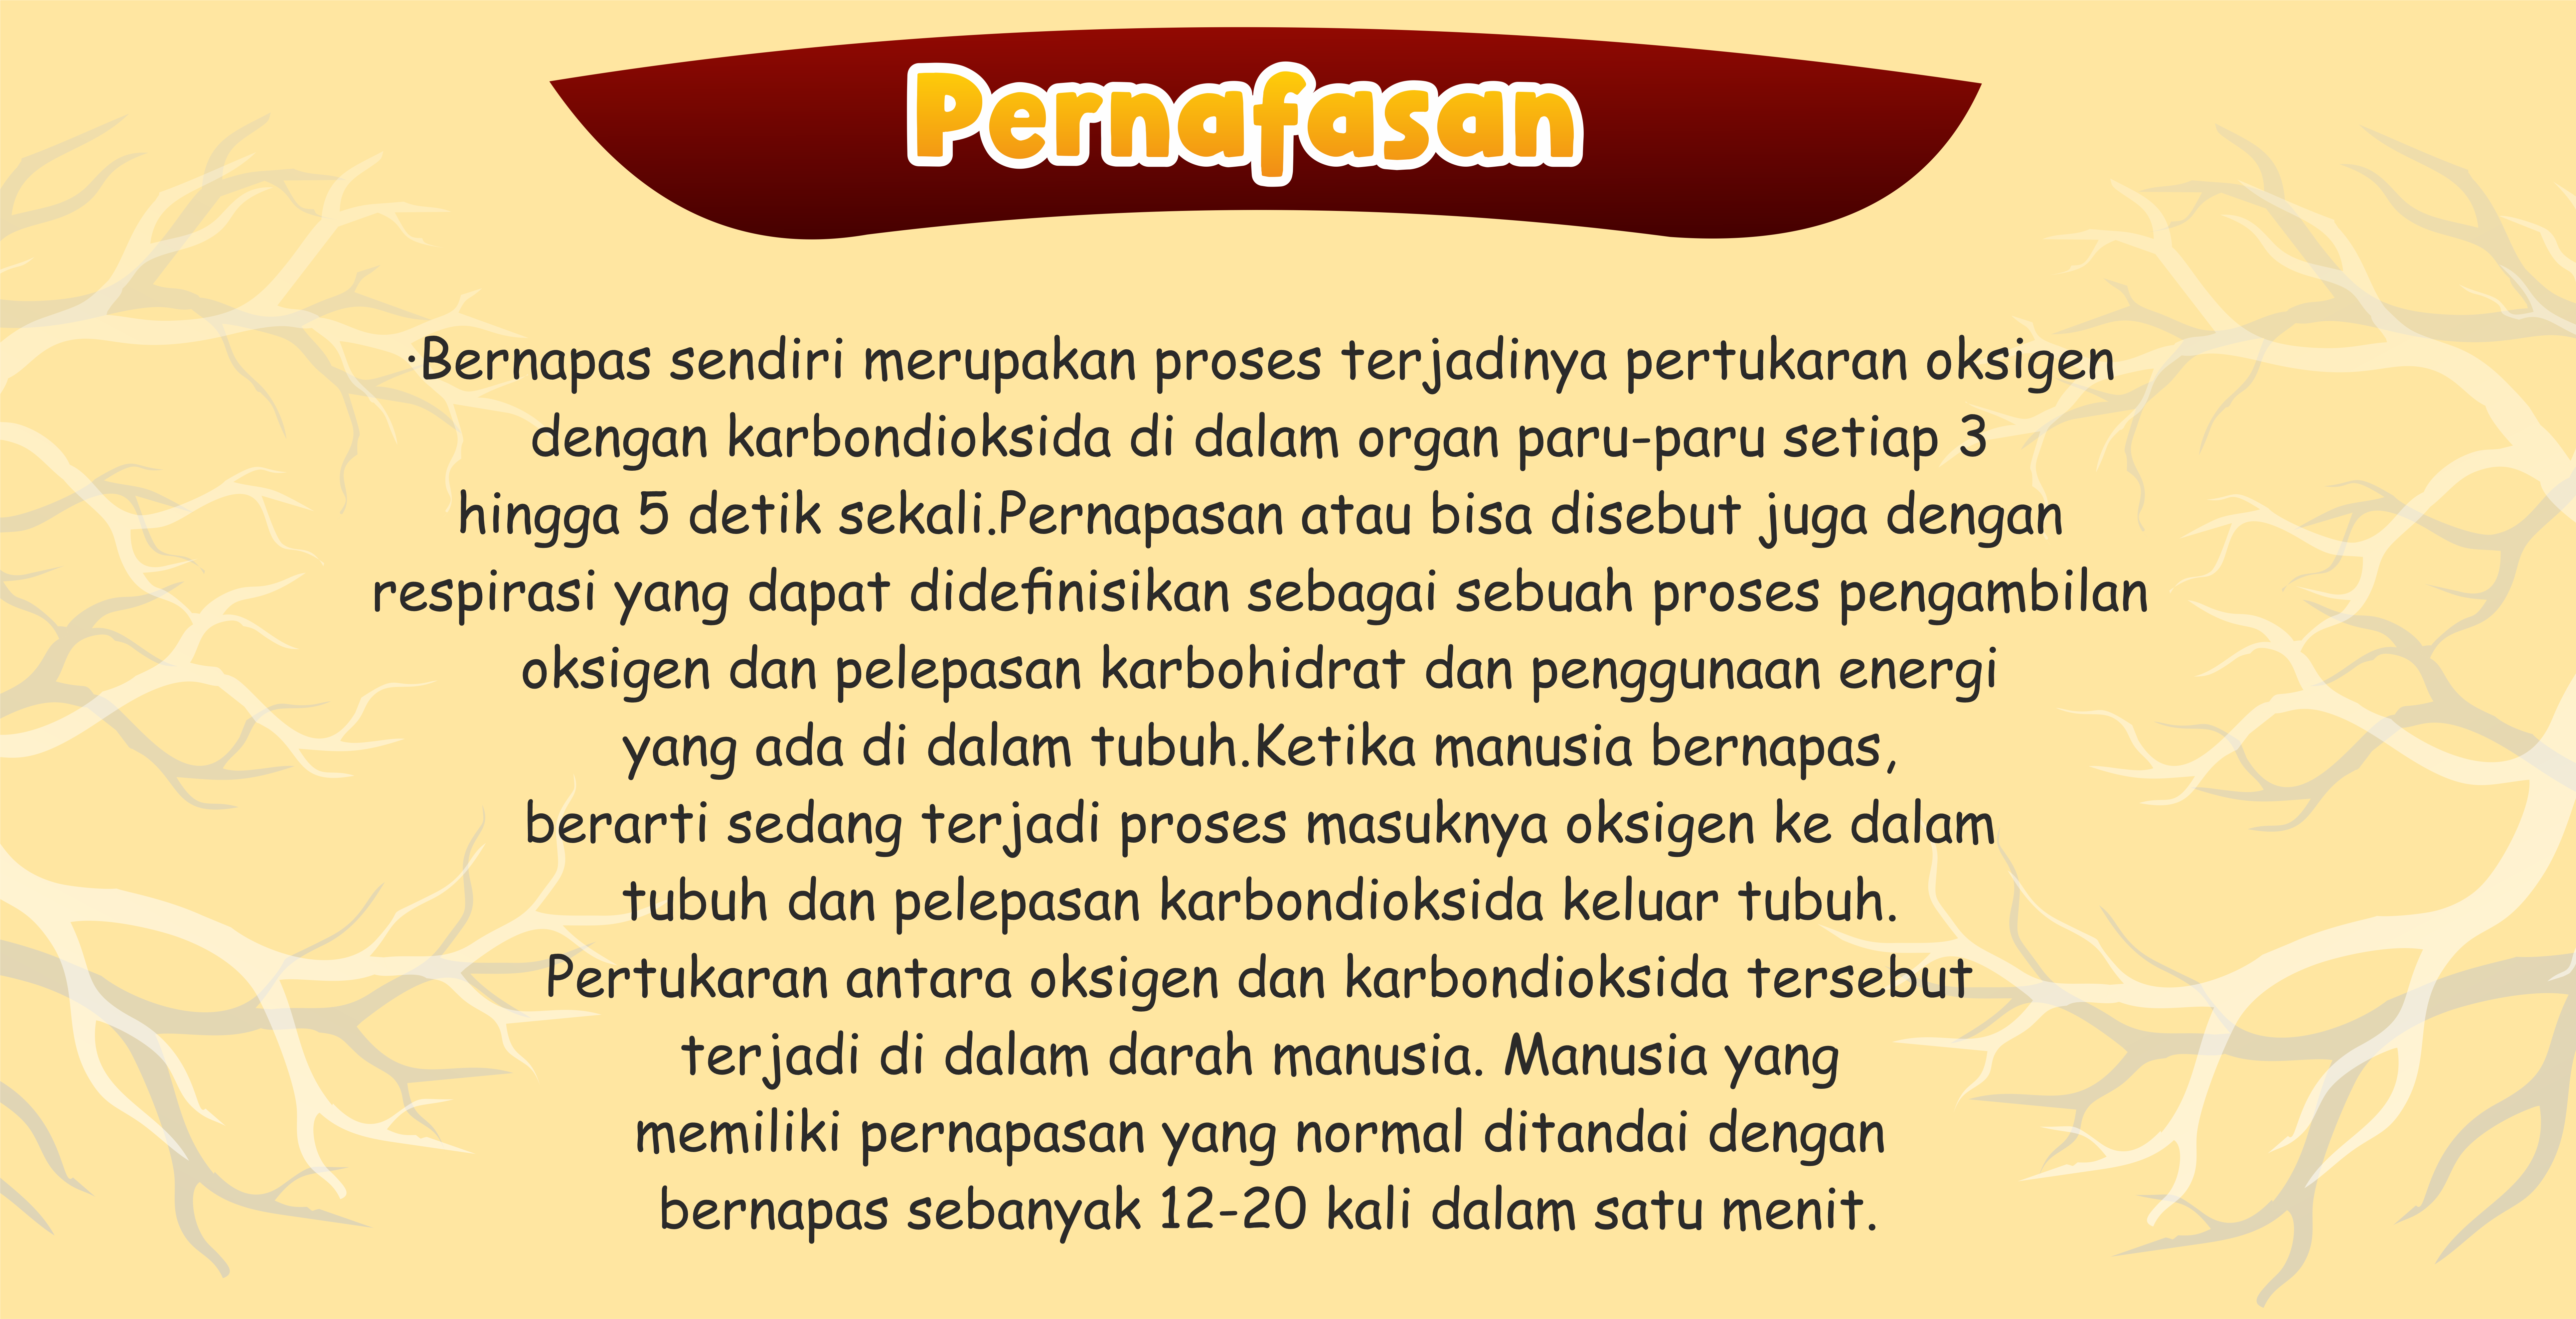 Pernafasan
·Bernapas sendiri merupakan proses terjadinya pertukaran oksigen
dengan karbondioksida di dalam organ paru-paru setiap 3
hingga 5 detik sekali.Pernapasan atau bisa disebut juga dengan
respirasi yang dapat didefinisikan sebagai sebuah proses pengambilan
oksigen dan pelepasan karbohidrat dan penggunaan energi
yang ada di dalam tubuh.Ketika manusia bernapas,
berarti sedang terjadi proses masuknya oksigen ke dalam
tubuh dan pelepasan karbondioksida keluar tubuh.
Pertukaran antara oksigen dan karbondioksida tersebut
terjadi di dalam darah manusia. Manusia yang
memiliki pernapasan yang normal ditandai dengan
bernapas sebanyak 12-20 kali dalam satu menit.